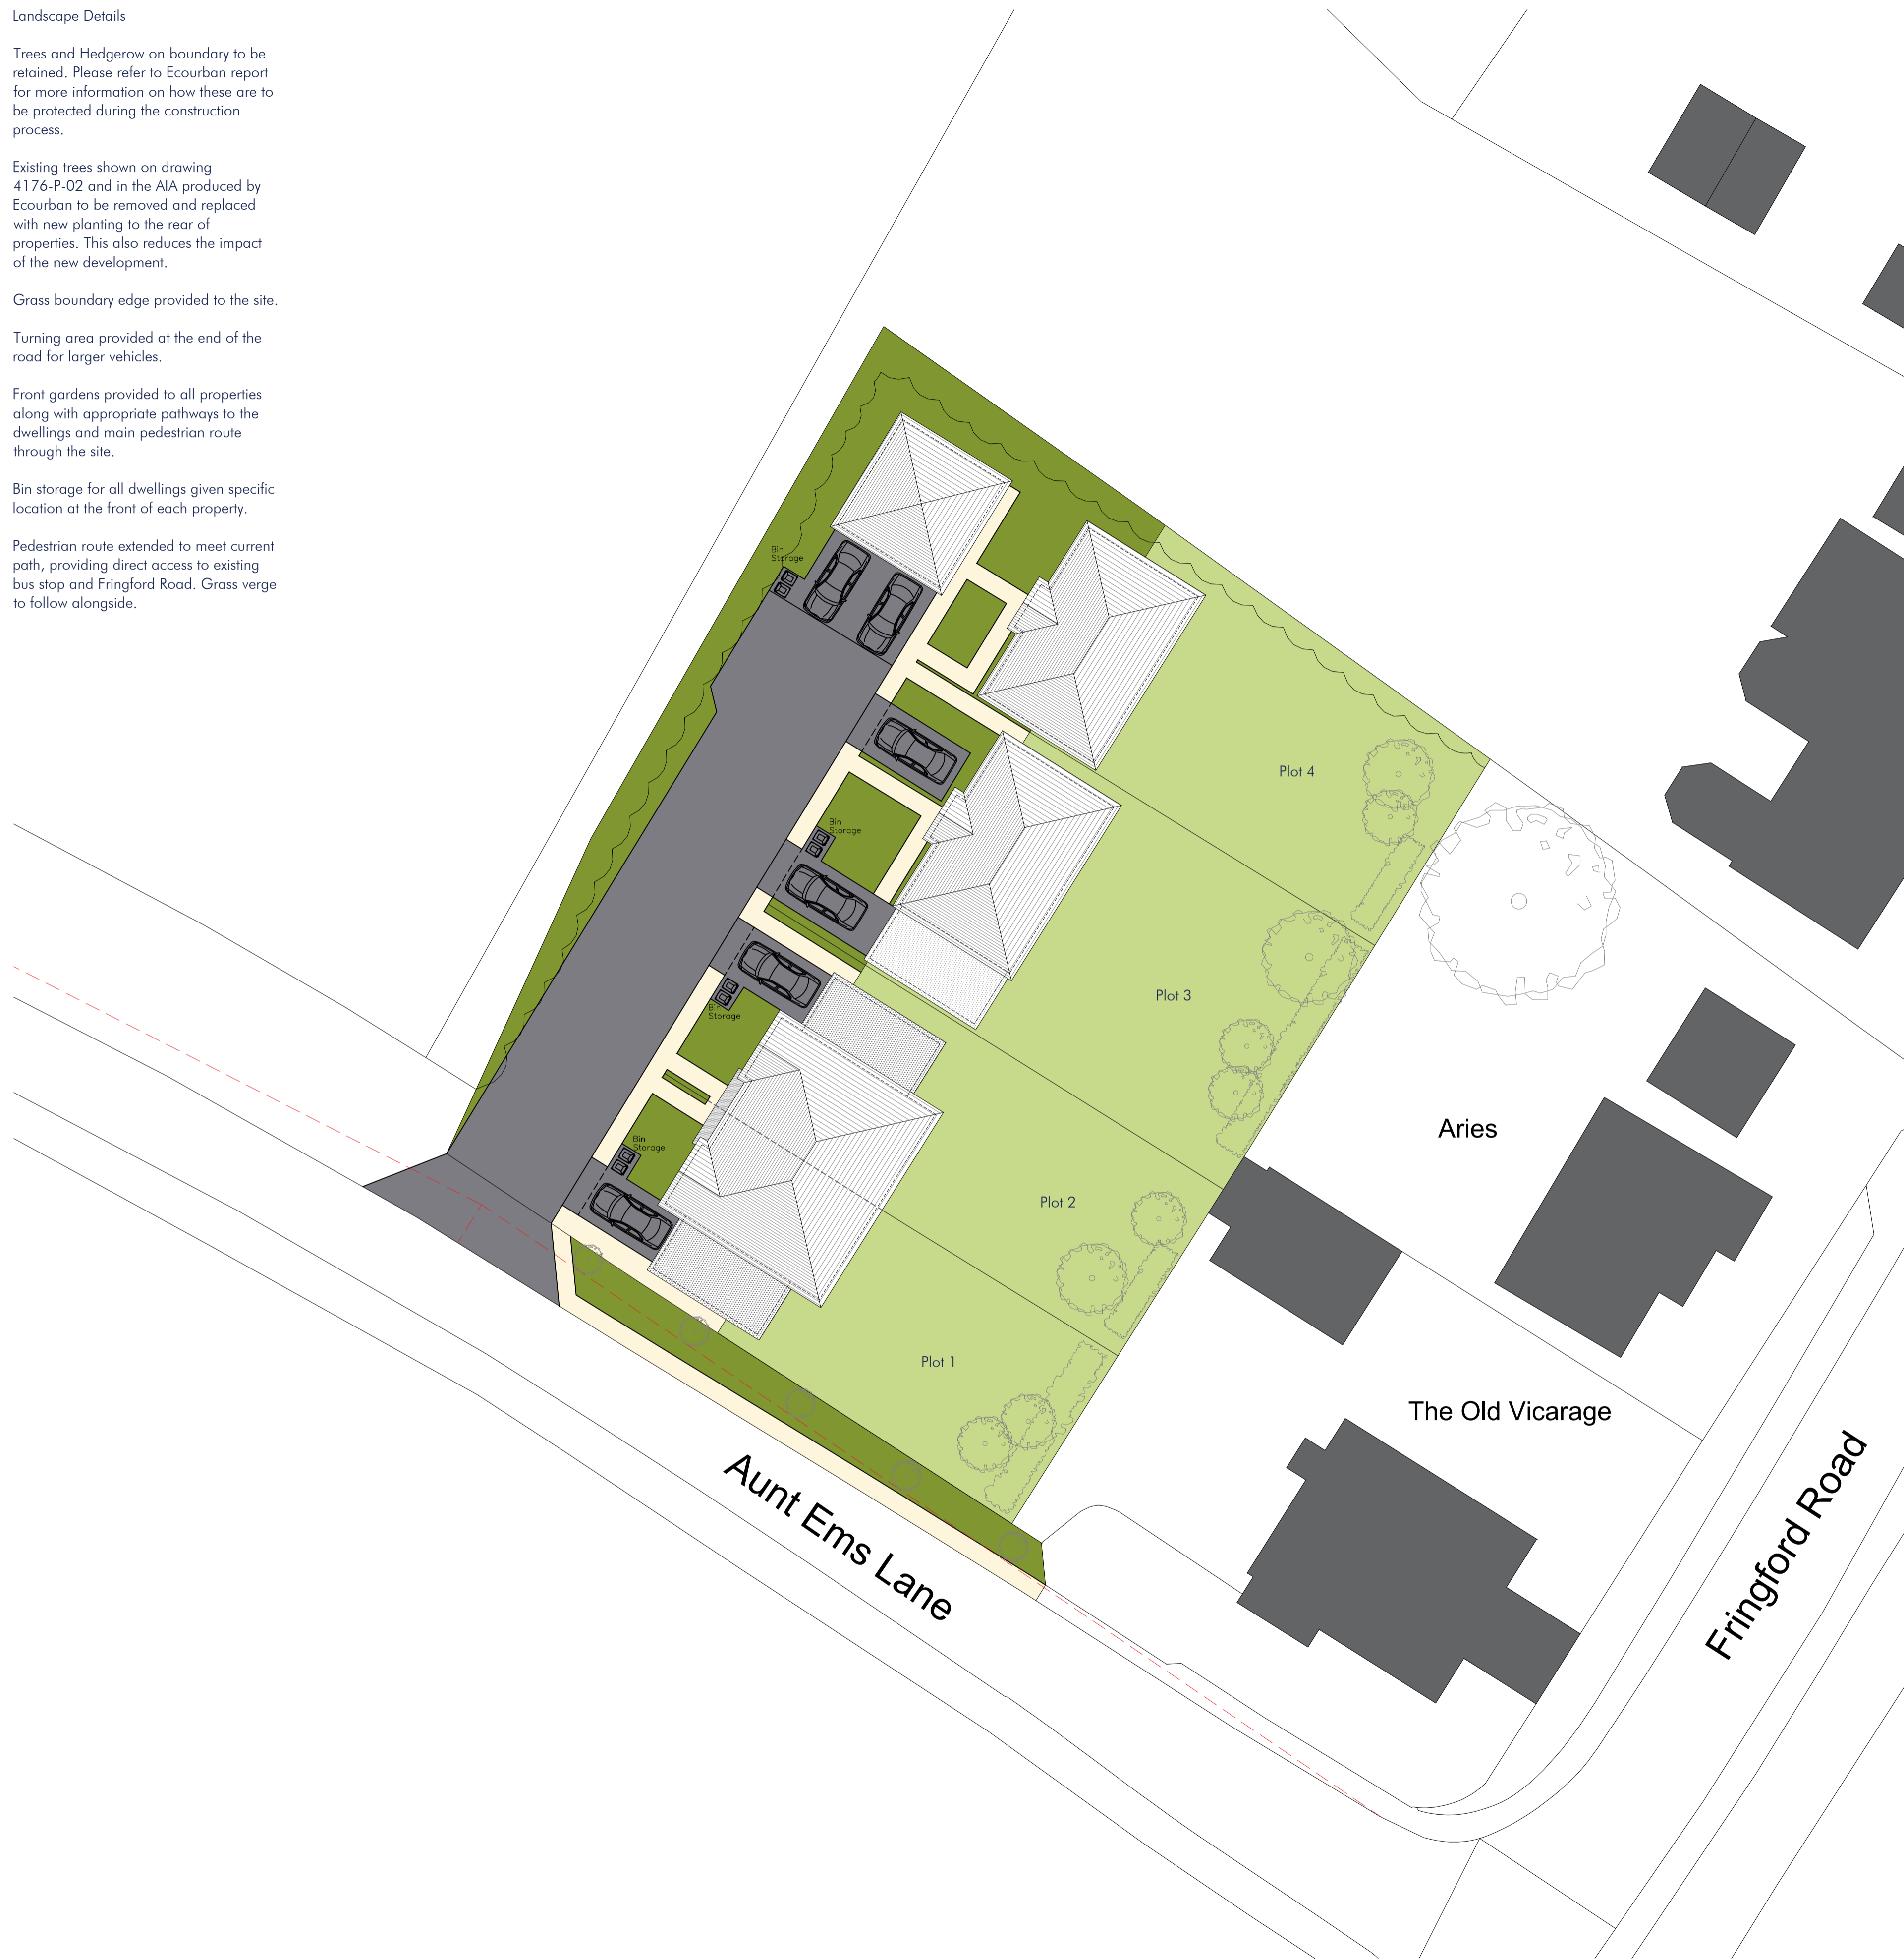 Landscape Details
Trees and Hedgerow on boundary to be
retained. Please refer to Ecourban report
for more information on how these are to
be protected during the construction
process.
Existing trees shown on drawing
4176-P-02 and in the AIA produced by
Ecourban to be removed and replaced
with new planting to the rear of
properties. This also reduces the impact
of the new development.
Grass boundary edge provided to the site.
Turning area provided at the end of the
road for larger vehicles.
Front gardens provided to all properties
along with appropriate pathways to the
dwellings and main pedestrian route
through the site.
Bin storage for all dwellings given specific
location at the front of each property.
Pedestrian route extended to meet current
path, providing direct access to existing
bus stop and Fringford Road. Grass verge
to follow alongside.
Bin
Storage
Plot 4
Bin
Storage
Plot 3
Bin
Storage
Aries
Bin
Storage
Plot 2
Plot 1
The Old Vicarage
Aunt Ems Lane
Fringford Road